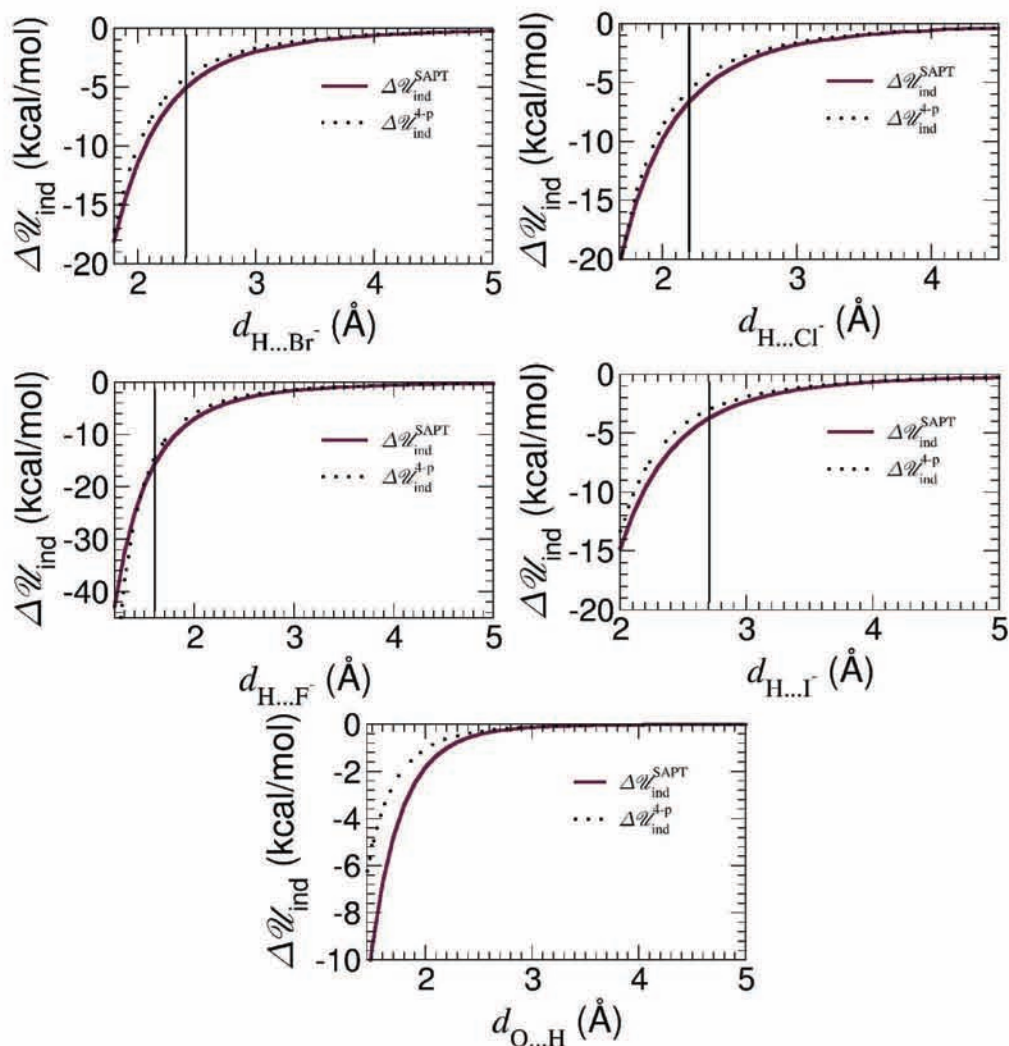 ΔU_ind (kcal/mol)
0
-5
-10
-15
-20
ΔU_ind^SAPT
ΔU_ind^4-p
2 3 4 5
d_H...Br⁻ (Å)
ΔU_ind (kcal/mol)
0
-5
-10
-15
-20
ΔU_ind^SAPT
ΔU_ind^4-p
2 3 4
d_H...Cl⁻ (Å)
ΔU_ind (kcal/mol)
0
-10
-20
-30
-40
ΔU_ind^SAPT
ΔU_ind^4-p
2 3 4 5
d_H...F⁻ (Å)
ΔU_ind (kcal/mol)
0
-5
-10
-15
-20
ΔU_ind^SAPT
ΔU_ind^4-p
2 3 4 5
d_H...I⁻ (Å)
ΔU_ind (kcal/mol)
0
-2
-4
-6
-8
-10
ΔU_ind^SAPT
ΔU_ind^4-p
2 3 4 5
d_O...H (Å)